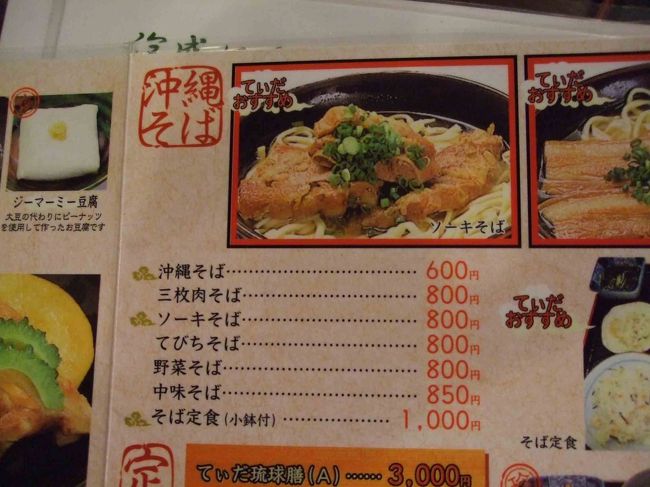 沖縄
そば
てぃだ
おすすめ
ソーキそば
てぃだ
おすすめ
ジーマーミー豆腐
大豆の代わりにピーナッツ
を使用して作ったお豆腐です
沖縄そば 600円
三枚肉そば 800円
ソーキそば 800円
てびちそば 800円
野菜そば 800円
中味そば 850円
そば定食(小鉢付) 1,000円
てぃだ
おすすめ
そば定食
定
てぃだ琉球膳(A) …… 3,000円